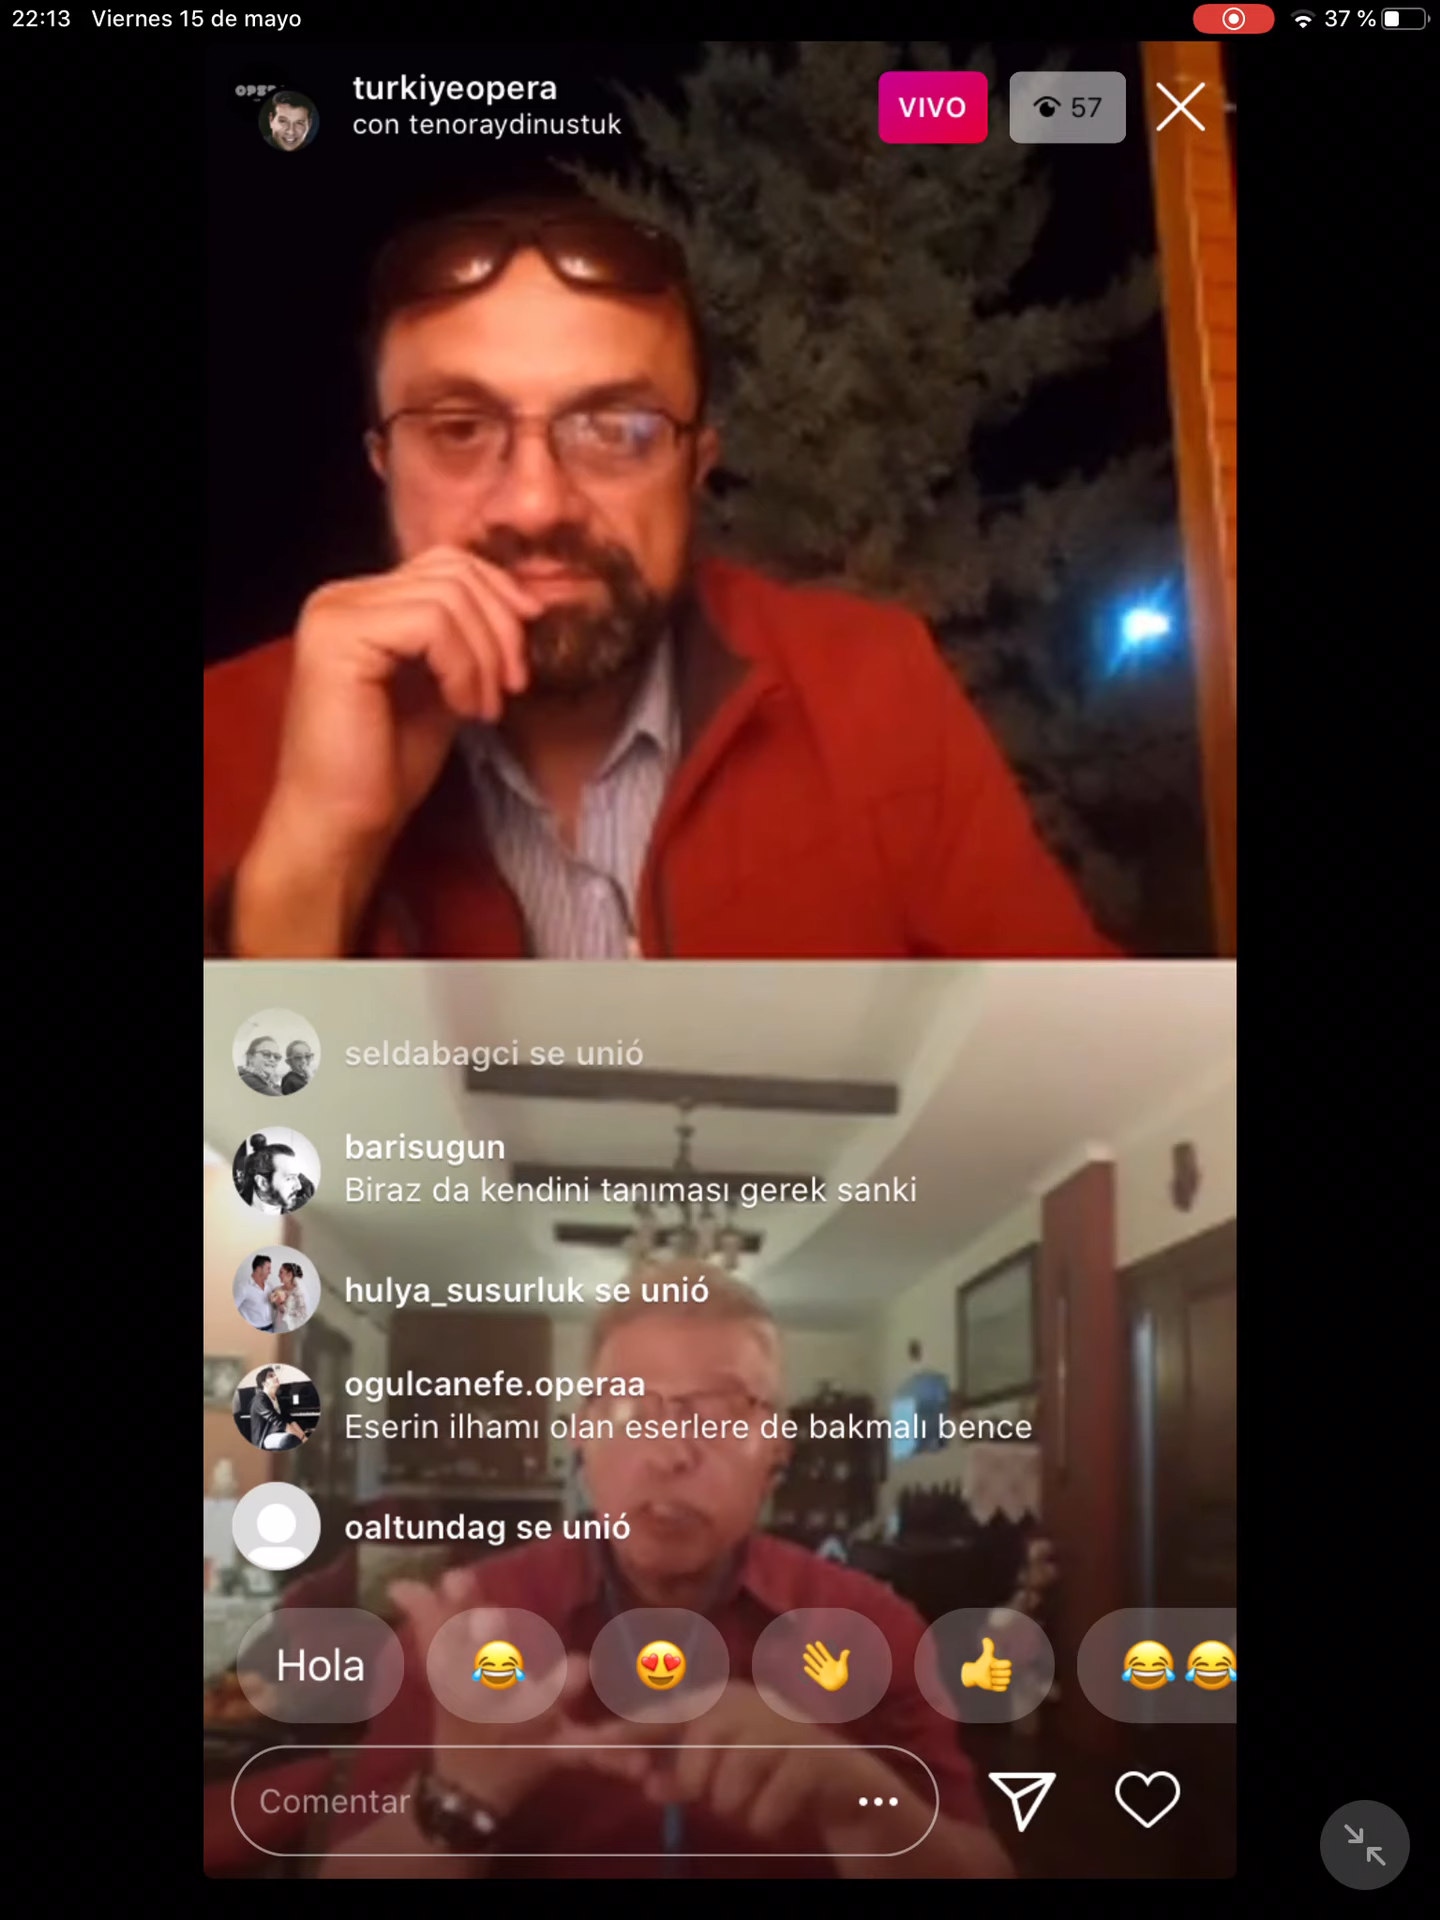 22:13 Viernes 15 de mayo
37 %
turkiyeopera
con tenoraydinustuk
VIVO
57
seldabagci se unió
barisugun
Biraz da kendini tanıması gerek sanki
hulya_susurluk se unió
ogulcanefe.operaa
Eserin ilhamı olan eserlere de bakmalı bence
oaltundag se unió
Hola
Comentar